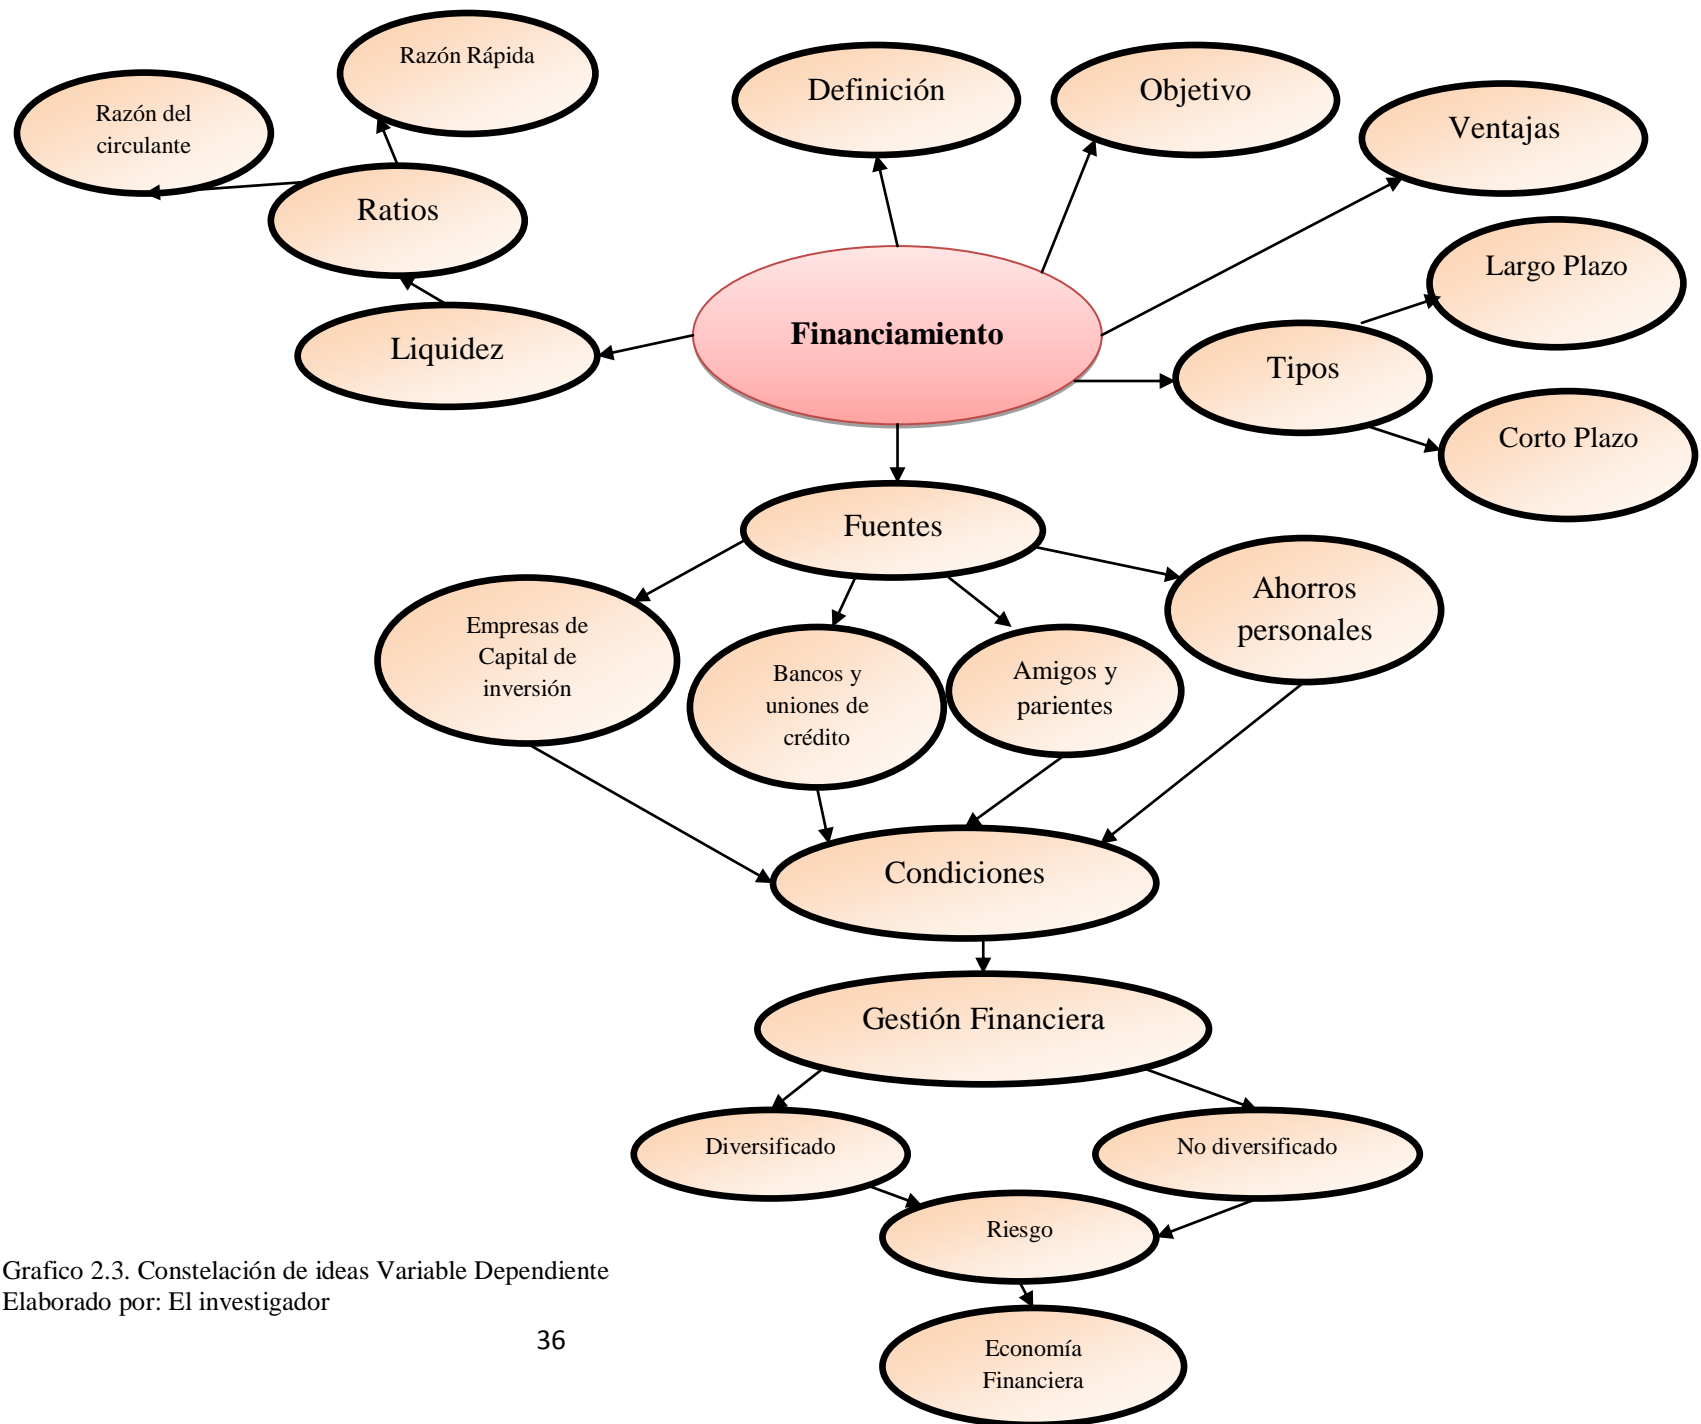 Razón Rápida
Razón del
circulante
Definición
Objetivo
Ventajas
Ratios
Largo Plazo
Liquidez
Financiamiento
Tipos
Corto Plazo
Fuentes
Empresas de
Capital de
inversión
Bancos y
uniones de
crédito
Amigos y
parientes
Ahorros
personales
Condiciones
Gestión Financiera
Diversificado
No diversificado
Riesgo
Economía
Financiera
Grafico 2.3. Constelación de ideas Variable Dependiente
Elaborado por: El investigador
36